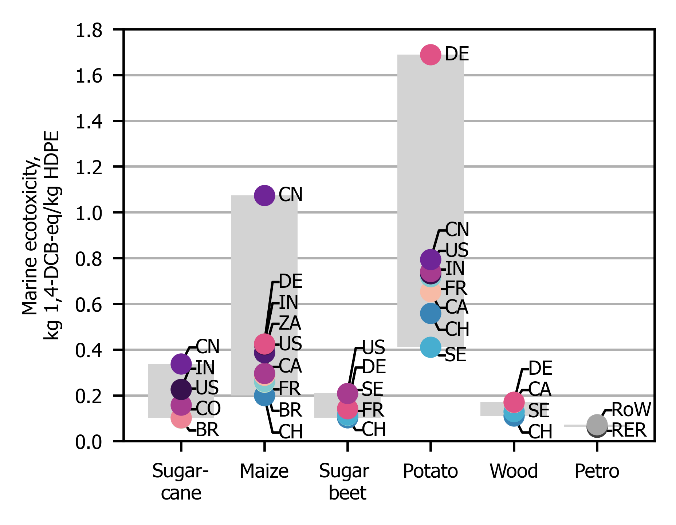 Marine ecotoxicity,
kg 1,4-DCB-eq/kg HDPE
1.8
1.6
1.4
1.2
1.0
0.8
0.6
0.4
0.2
0.0
CN
IN
US
CO
BR
CN
DE
IN
ZA
US
CA
FR
BR
CH
US
DE
SE
FR
CH
DE
CN
US
IN
FR
CA
CH
SE
DE
CA
SE
CH
RoW
RER
Sugar-
cane
Maize
Sugar
beet
Potato
Wood
Petro